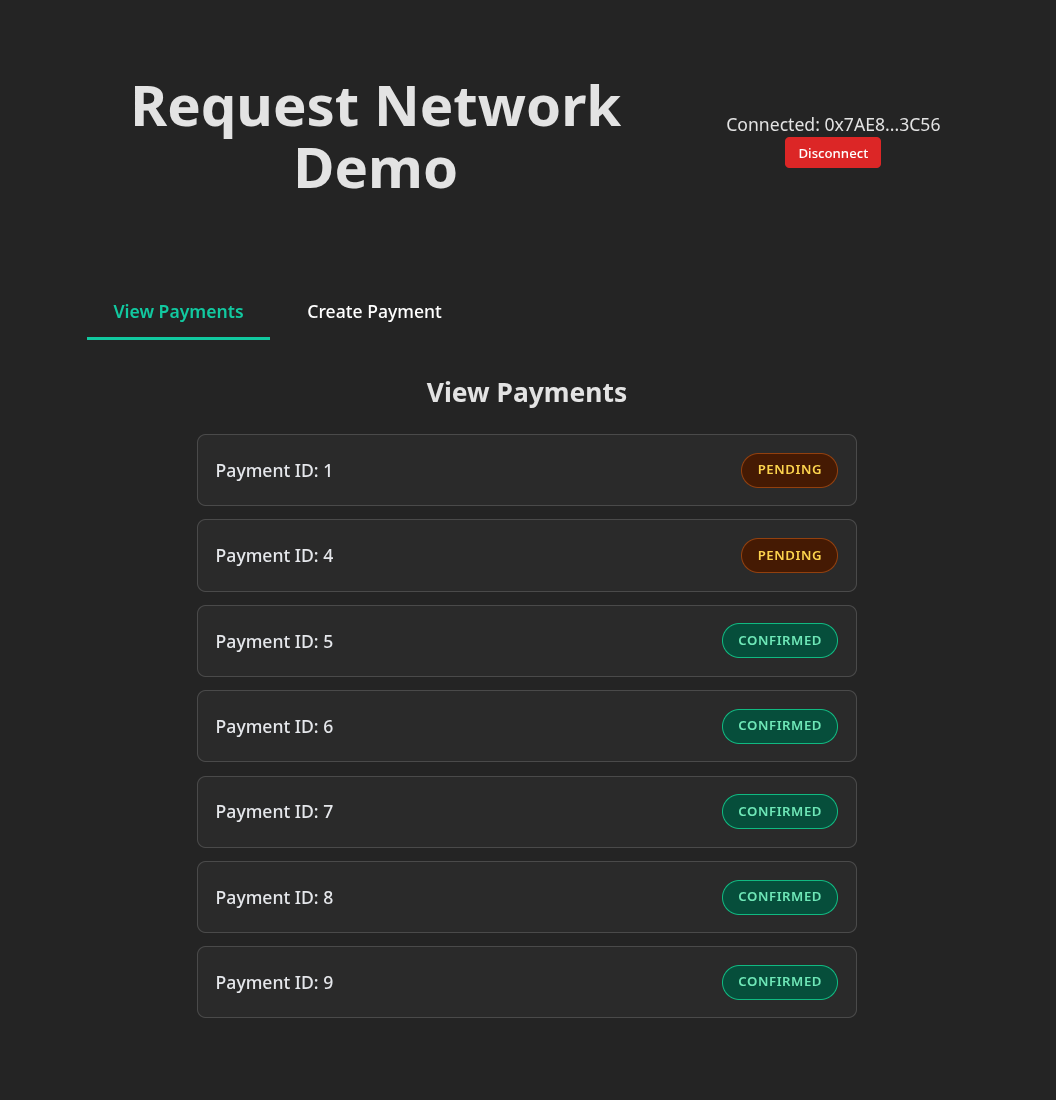 Request Network
Demo
Connected: 0x7AE8...3C56
Disconnect
View Payments
Create Payment
View Payments
Payment ID: 1
PENDING
Payment ID: 4
PENDING
Payment ID: 5
CONFIRMED
Payment ID: 6
CONFIRMED
Payment ID: 7
CONFIRMED
Payment ID: 8
CONFIRMED
Payment ID: 9
CONFIRMED